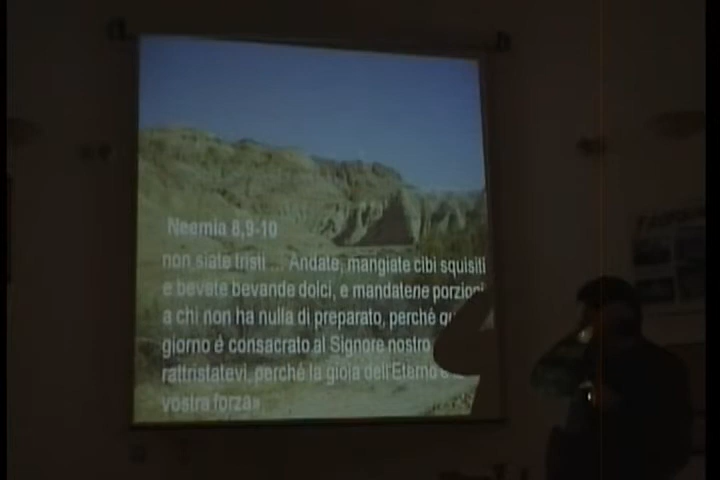 Neemia 8,9-10
non siate tristi ... Andate, mangiate cibi squisiti
e bevete bevande dolci, e mandatene porzioni
a chi non ha nulla di preparato, perché
giorno è consacrato al Signore nostro
rattristatevi, perché la gioia dell'Eterno è
vostra forza»